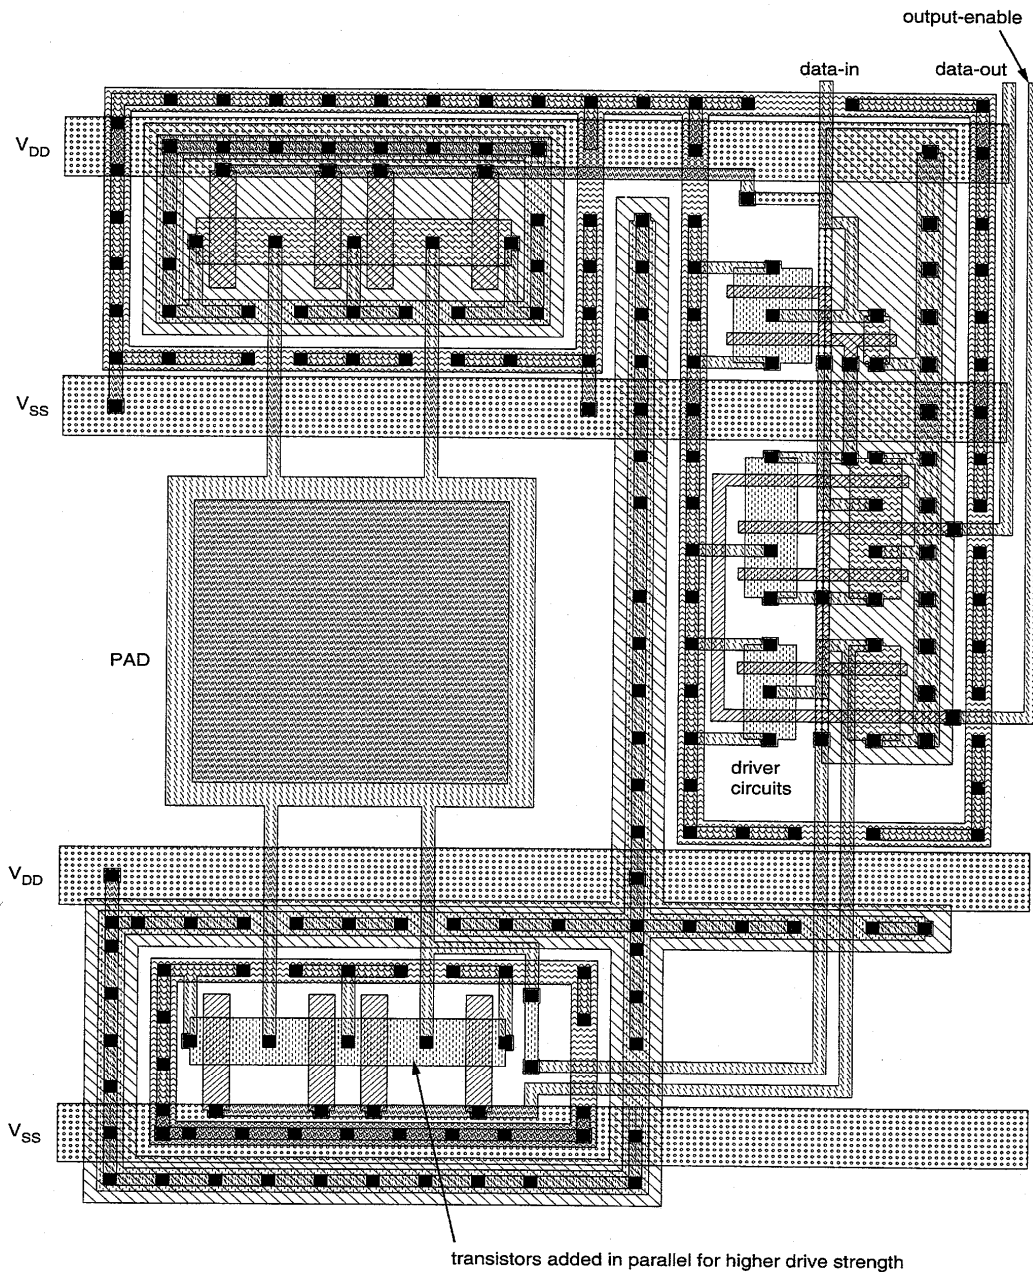 output-enable
data-in
data-out
VDD
VSS
PAD
driver
circuits
VDD
VSS
transistors added in parallel for higher drive strength